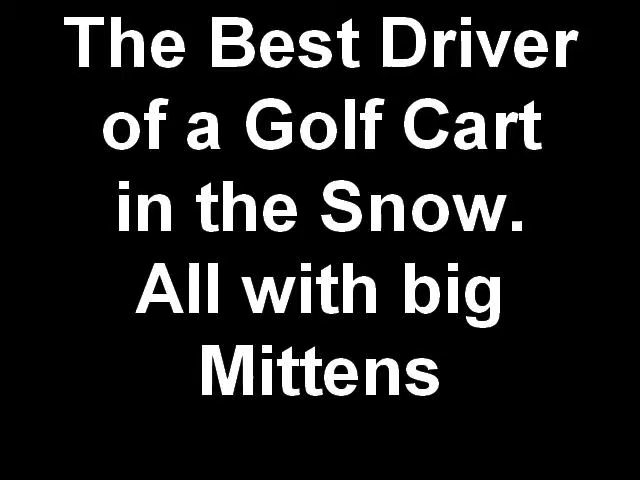 The Best Driver
of a Golf Cart
in the Snow.
All with big
Mittens